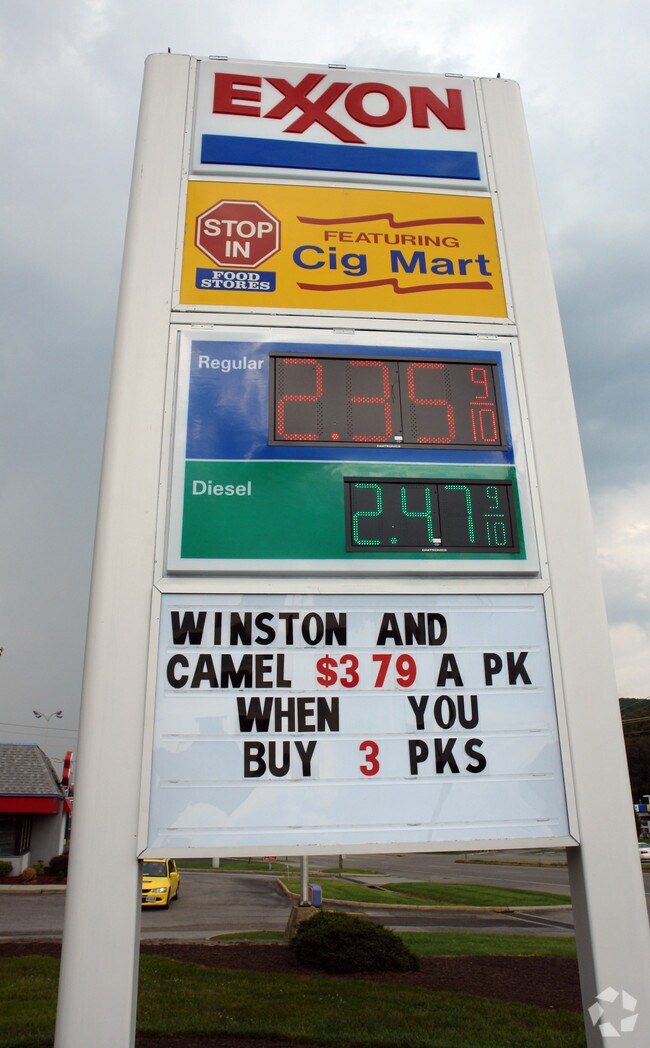 EXXON
STOP
IN
FOOD
STORES
FEATURING
Cig Mart
Regular
2.35 9/10
Diesel
2.47 9/10
WINSTON AND
CAMEL $3 79 A PK
WHEN YOU
BUY 3 PKS